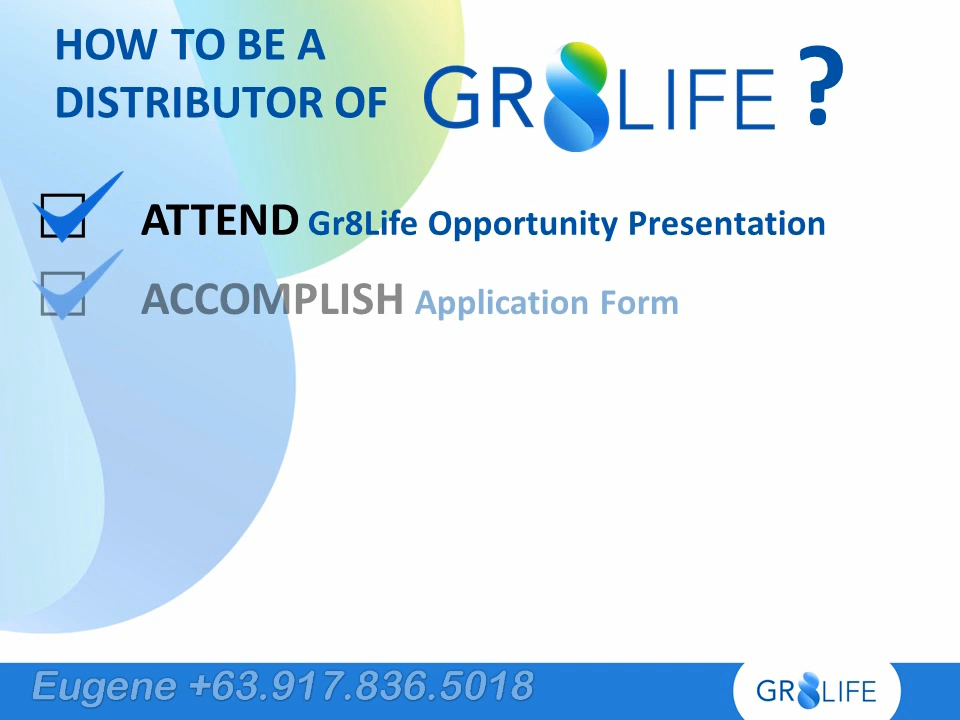 HOW TO BE A
DISTRIBUTOR OF GR8LIFE ?
ATTEND Gr8Life Opportunity Presentation
ACCOMPLISH Application Form
Eugene +63.917.836.5018
GR8LIFE